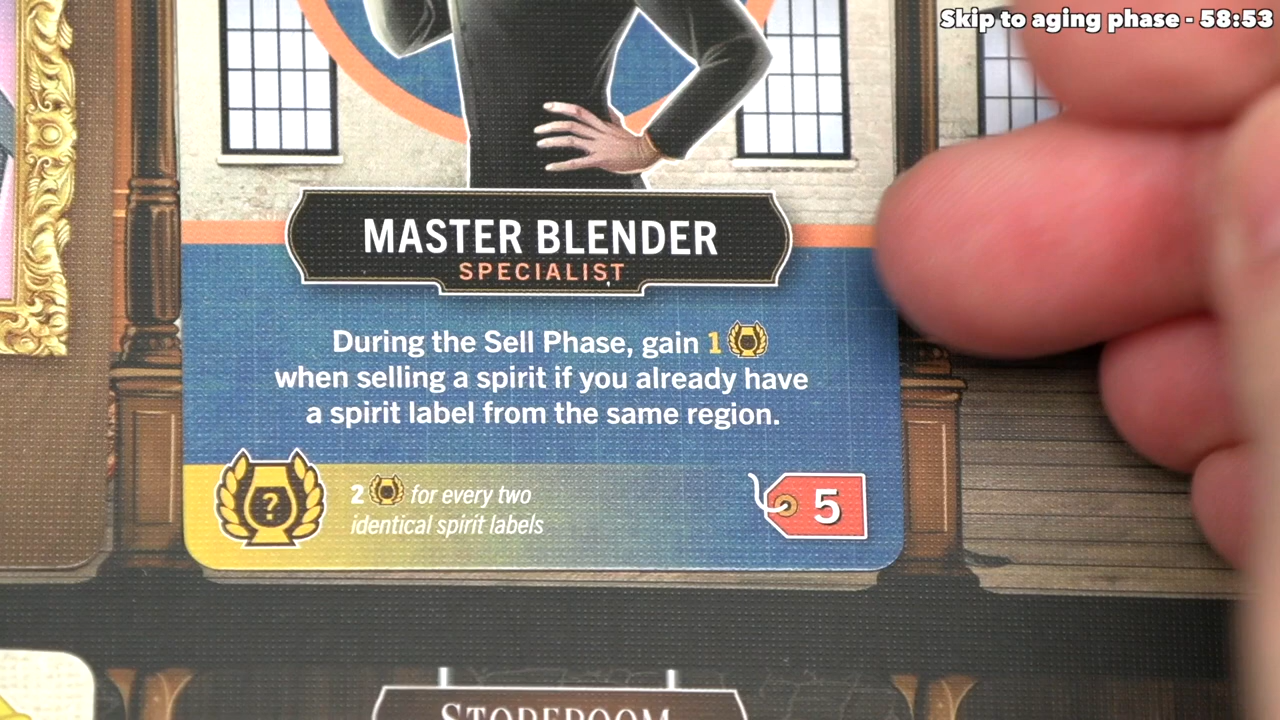 Skip to aging phase - 58:53
MASTER BLENDER
SPECIALIST
During the Sell Phase, gain 1
when selling a spirit if you already have
a spirit label from the same region.
?
2 for every two
identical spirit labels
5
STOREROOM